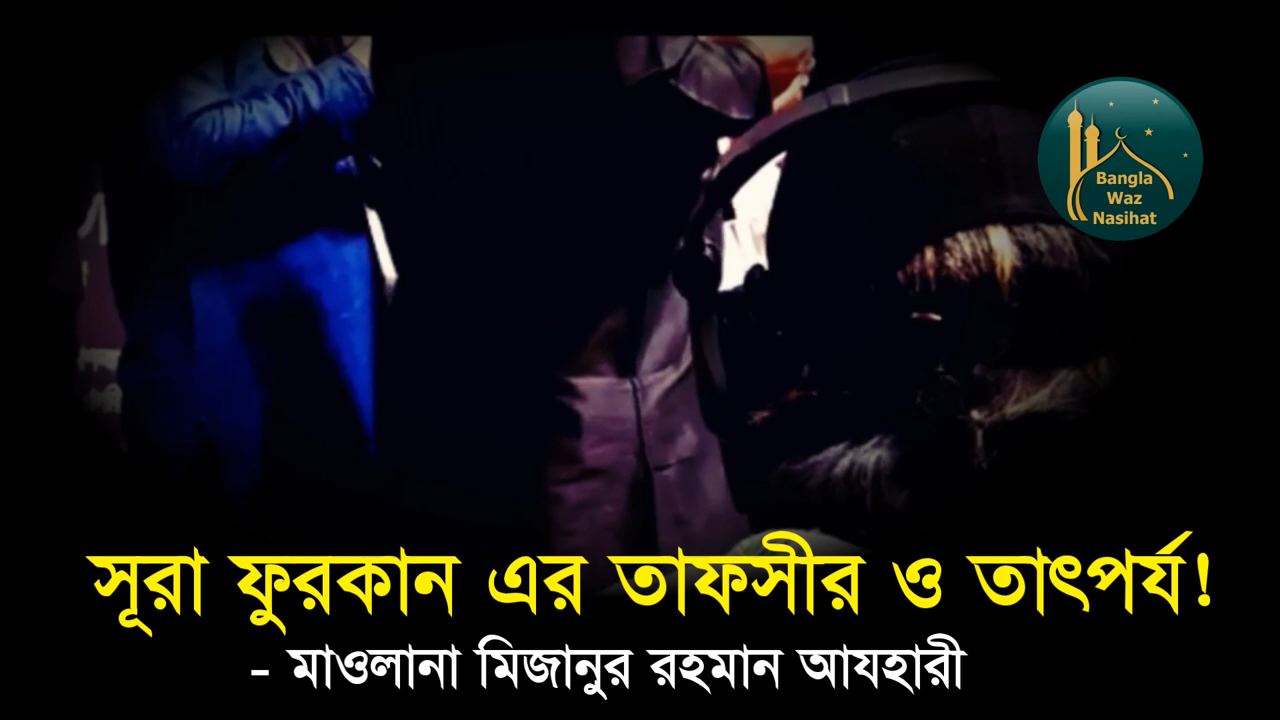 Bangla
Waz
Nasihat
সূরা ফুরকান এর তাফসীর ও তাৎপর্য!
- মাওলানা মিজানুর রহমান আযহারী